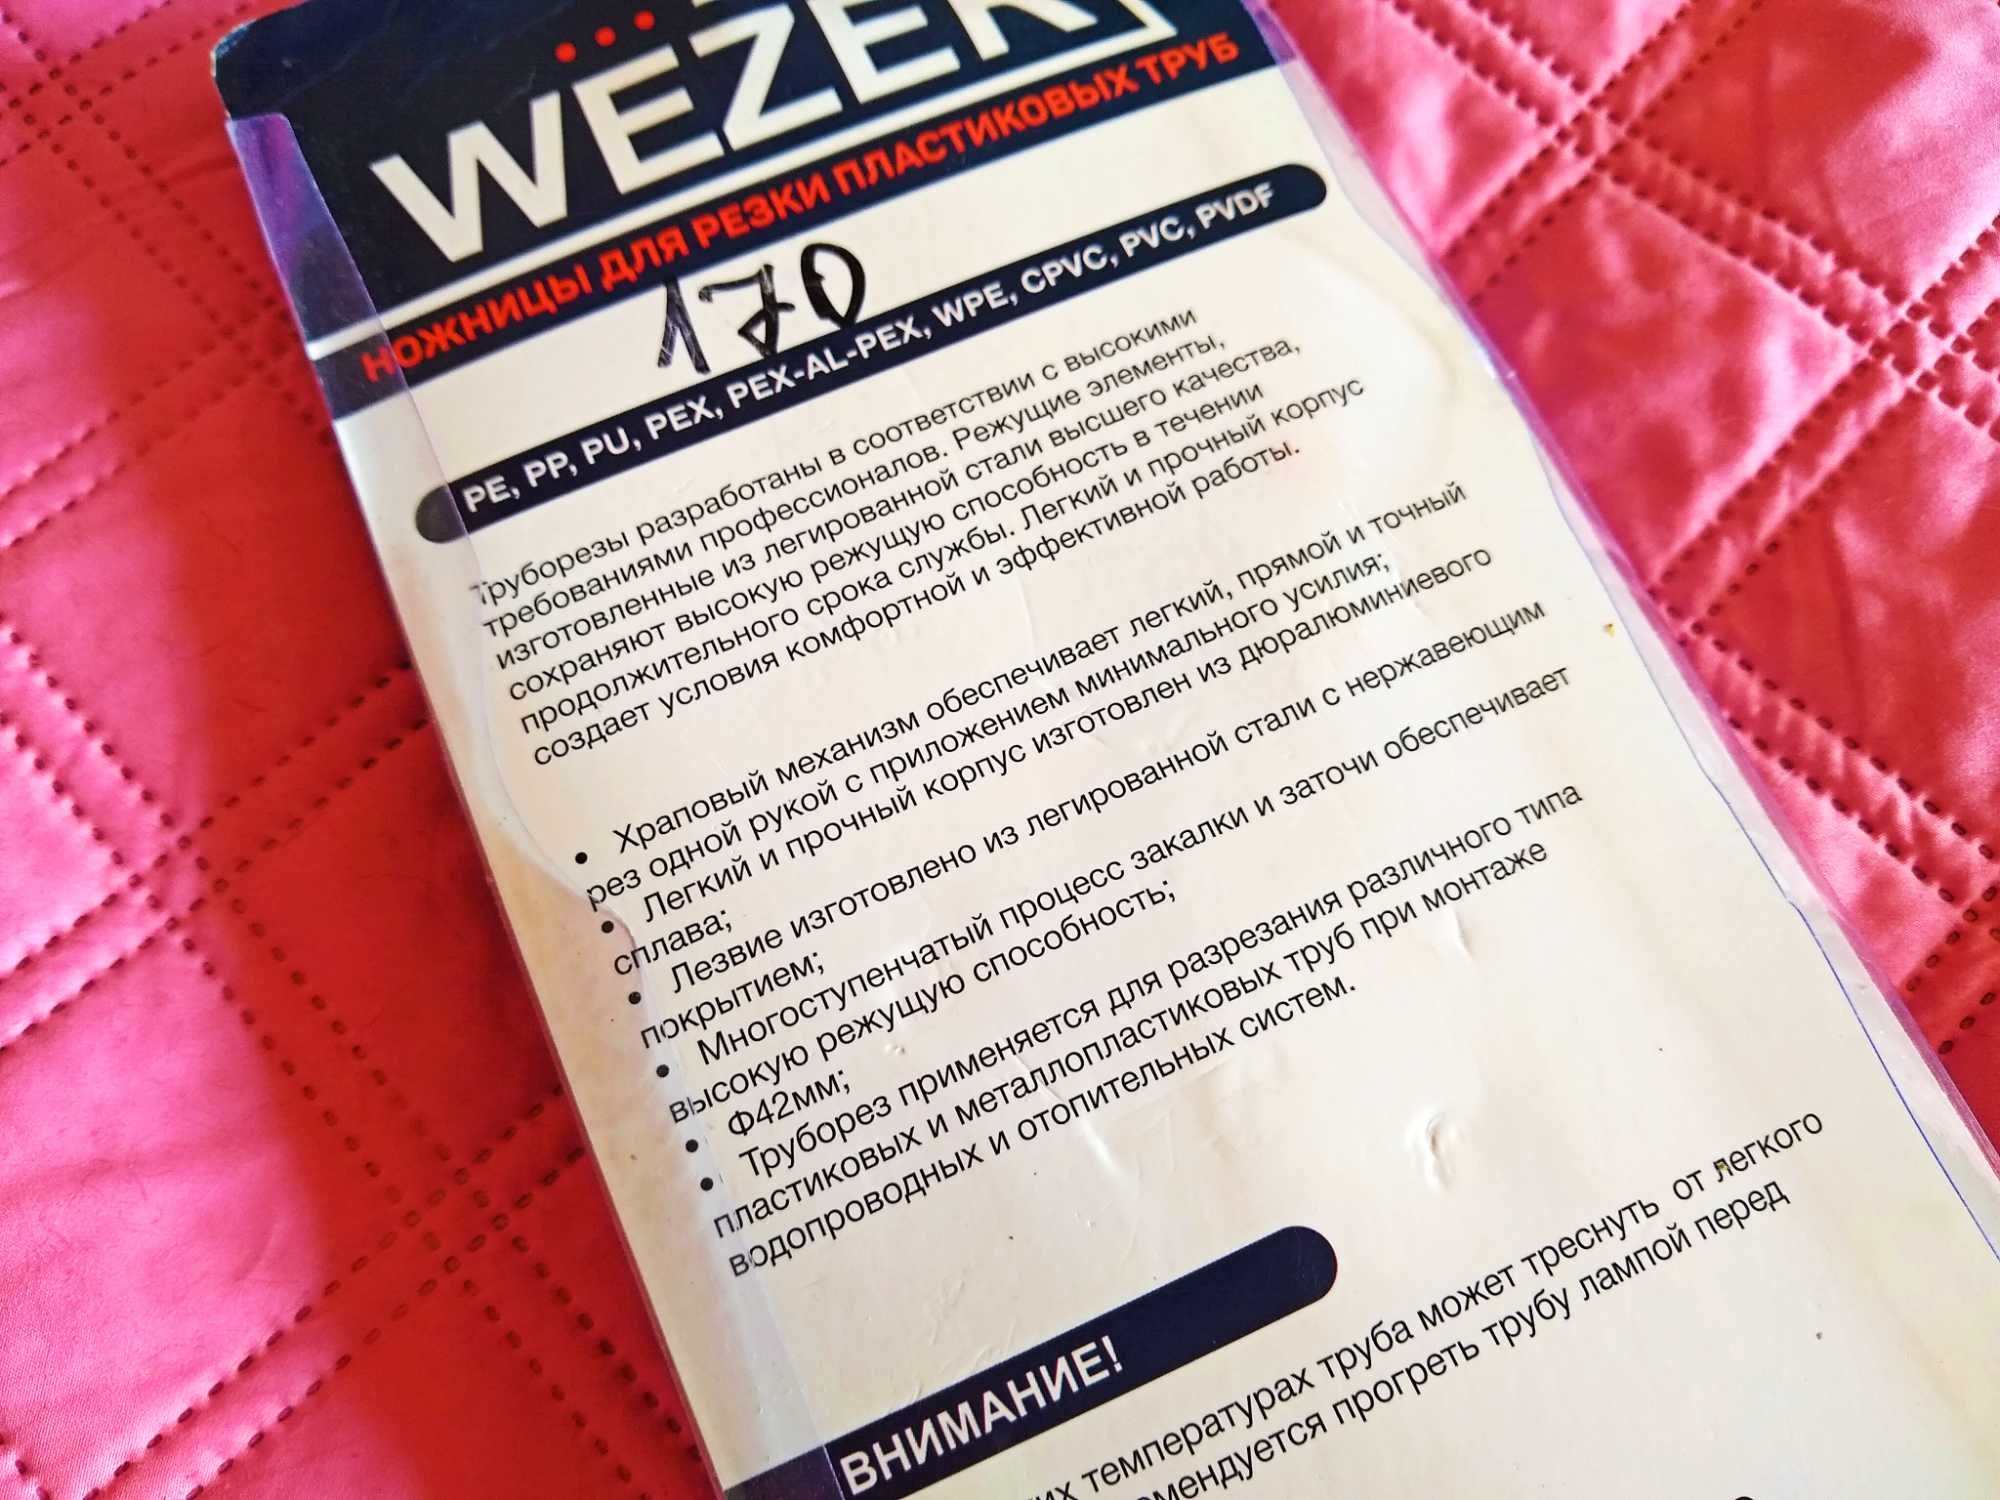 WËZER
НОЖНИЦЫ ДЛЯ РЕЗКИ ПЛАСТИКОВЫХ ТРУБ
170
PE, PP, PU, PEX, PEX-AL-PEX, WPE, CPVC, PVC, PVDF
Труборезы разработаны в соответствии с высокими
требованиями профессионалов. Режущие элементы,
изготовленные из легированной стали высшего качества,
сохраняют высокую режущую способность в течении
продолжительного срока службы. Легкий и прочный корпус
создает условия комфортной и эффективной работы.
• Храповый механизм обеспечивает легкий, прямой и точный
рез одной рукой с приложением минимального усилия;
• Легкий и прочный корпус изготовлен из дюралюминиевого
сплава;
• Лезвие изготовлено из легированной стали с нержавеющим
покрытием;
• Многоступенчатый процесс закалки и заточи обеспечивает
высокую режущую способность;
• Ф42мм;
• Труборез применяется для разрезания различного типа
пластиковых и металлопластиковых труб при монтаже
водопроводных и отопительных систем.
ВНИМАНИЕ!
температурах труба может треснуть от легкого
прогреть трубу лампой перед